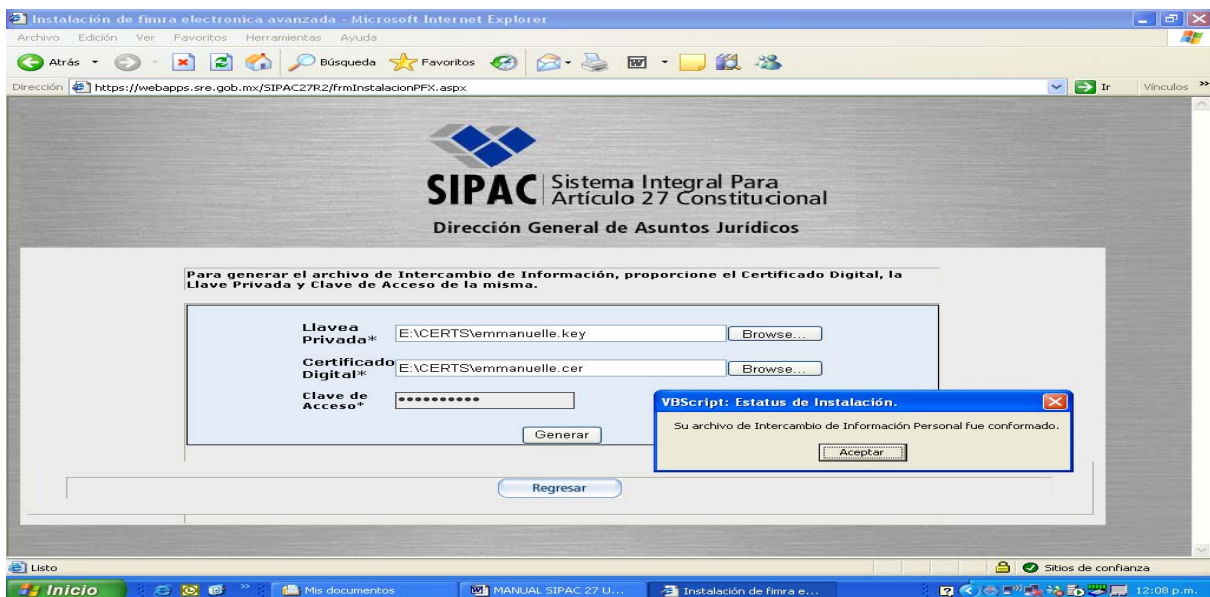 Instalación de fimra electronica avanzada - Microsoft Internet Explorer
Archivo Edición Ver Favoritos Herramientas Ayuda
Atrás Búsqueda Favoritos
Dirección https://webapps.sre.gob.mx/SIPAC27R2/frmInstalacionPFX.aspx Ir Vínculos »
SIPAC Sistema Integral Para
Artículo 27 Constitucional
Dirección General de Asuntos Jurídicos
Para generar el archivo de Intercambio de Información, proporcione el Certificado Digital, la
Llave Privada y Clave de Acceso de la misma.
Llavea
Privada* E:\CERTS\emmanuelle.key Browse...
Certificado
Digital* E:\CERTS\emmanuelle.cer Browse...
Clave de
Acceso* ••••••••••
Generar
VBScript: Estatus de Instalación.
Su archivo de Intercambio de Información Personal fue conformado.
Aceptar
Regresar
Listo Sitios de confianza
Inicio » Mis documentos MANUAL SIPAC 27 U... Instalación de fimra e... 12:08 p.m.